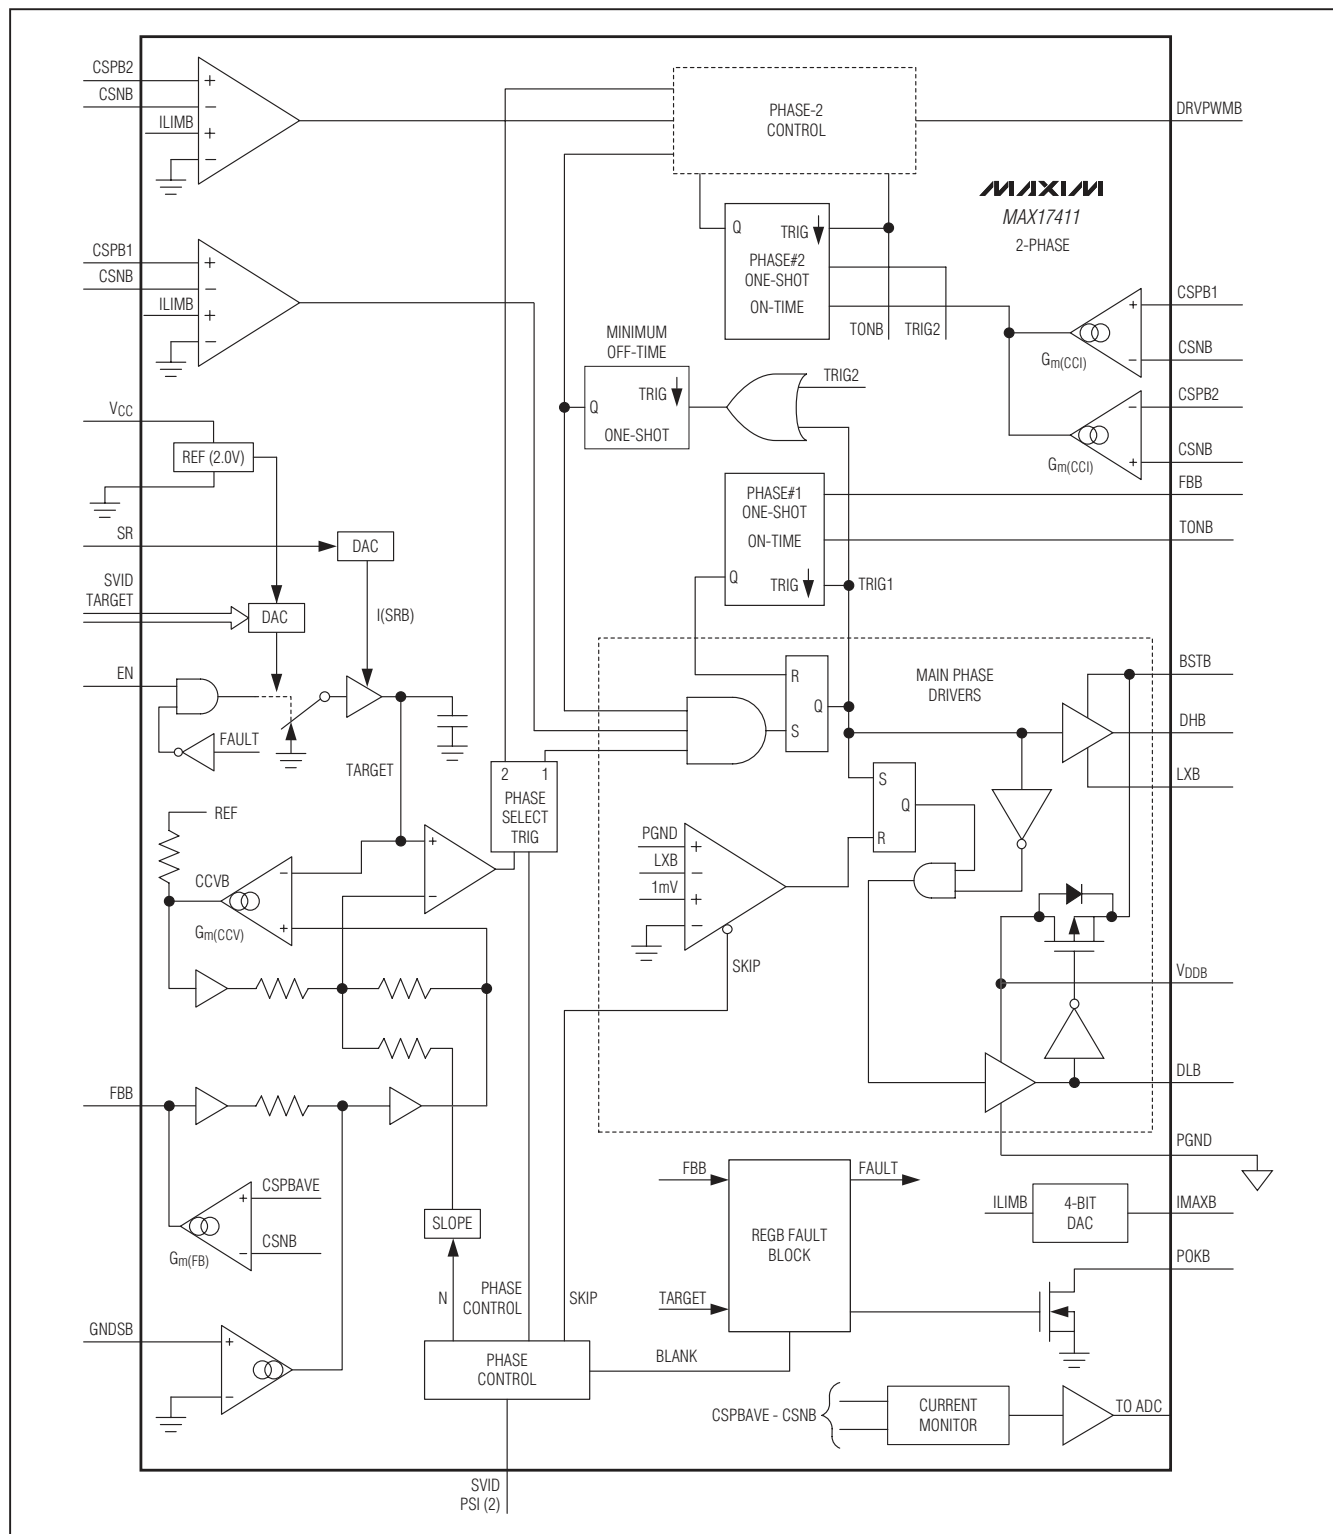 CSPB2
CSNB
ILIMB
+
−
+
−
PHASE-2
CONTROL
DRVPWMB
MAXIM
MAX17411
2-PHASE
CSPB1
CSNB
ILIMB
+
−
+
−
Q
TRIG
PHASE#2
ONE-SHOT
ON-TIME
TONB
TRIG2
CSPB1
+
CSNB
−
Gm(CCI)
CSPB2
−
CSNB
+
Gm(CCI)
MINIMUM
OFF-TIME
TRIG
Q
ONE-SHOT
TRIG2
VCC
REF (2.0V)
PHASE#1
ONE-SHOT
ON-TIME
Q
TRIG
TRIG1
FBB
TONB
SR
DAC
SVID
TARGET
DAC
I(SRB)
EN
FAULT
TARGET
R
Q
S
MAIN PHASE
DRIVERS
BSTB
DHB
LXB
2 1
PHASE
SELECT
TRIG
S
Q
R
REF
CCVB
−
+
Gm(CCV)
+
−
PGND
LXB
1mV
+
−
+
−
SKIP
VDDB
DLB
PGND
FBB
CSPBAVE
+
CSNB
−
Gm(FB)
SLOPE
N
PHASE
CONTROL
SKIP
FBB
FAULT
REGB FAULT
BLOCK
TARGET
ILIMB
4-BIT
DAC
IMAXB
POKB
GNDSB
+
−
PHASE
CONTROL
BLANK
CSPBAVE - CSNB
CURRENT
MONITOR
TO ADC
SVID
PSI (2)